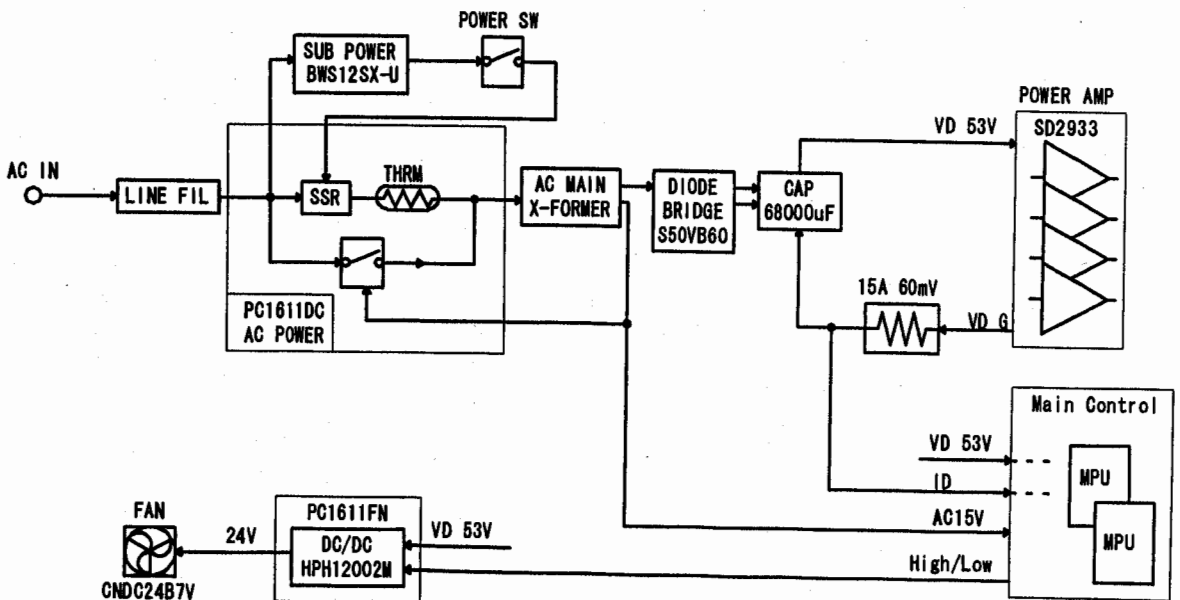 POWER SW
SUB POWER
BWS12SX-U
POWER AMP
SD2933
VD 53V
AC IN
LINE FIL
SSR
THRM
AC MAIN
X-FORMER
DIODE
BRIDGE
S50VB60
CAP
68000uF
PC1611DC
AC POWER
15A 60mV
VD G
Main Control
VD 53V
ID
MPU
MPU
AC15V
High/Low
FAN
24V
CNDC24B7V
PC1611FN
DC/DC
HPH12002M
VD 53V